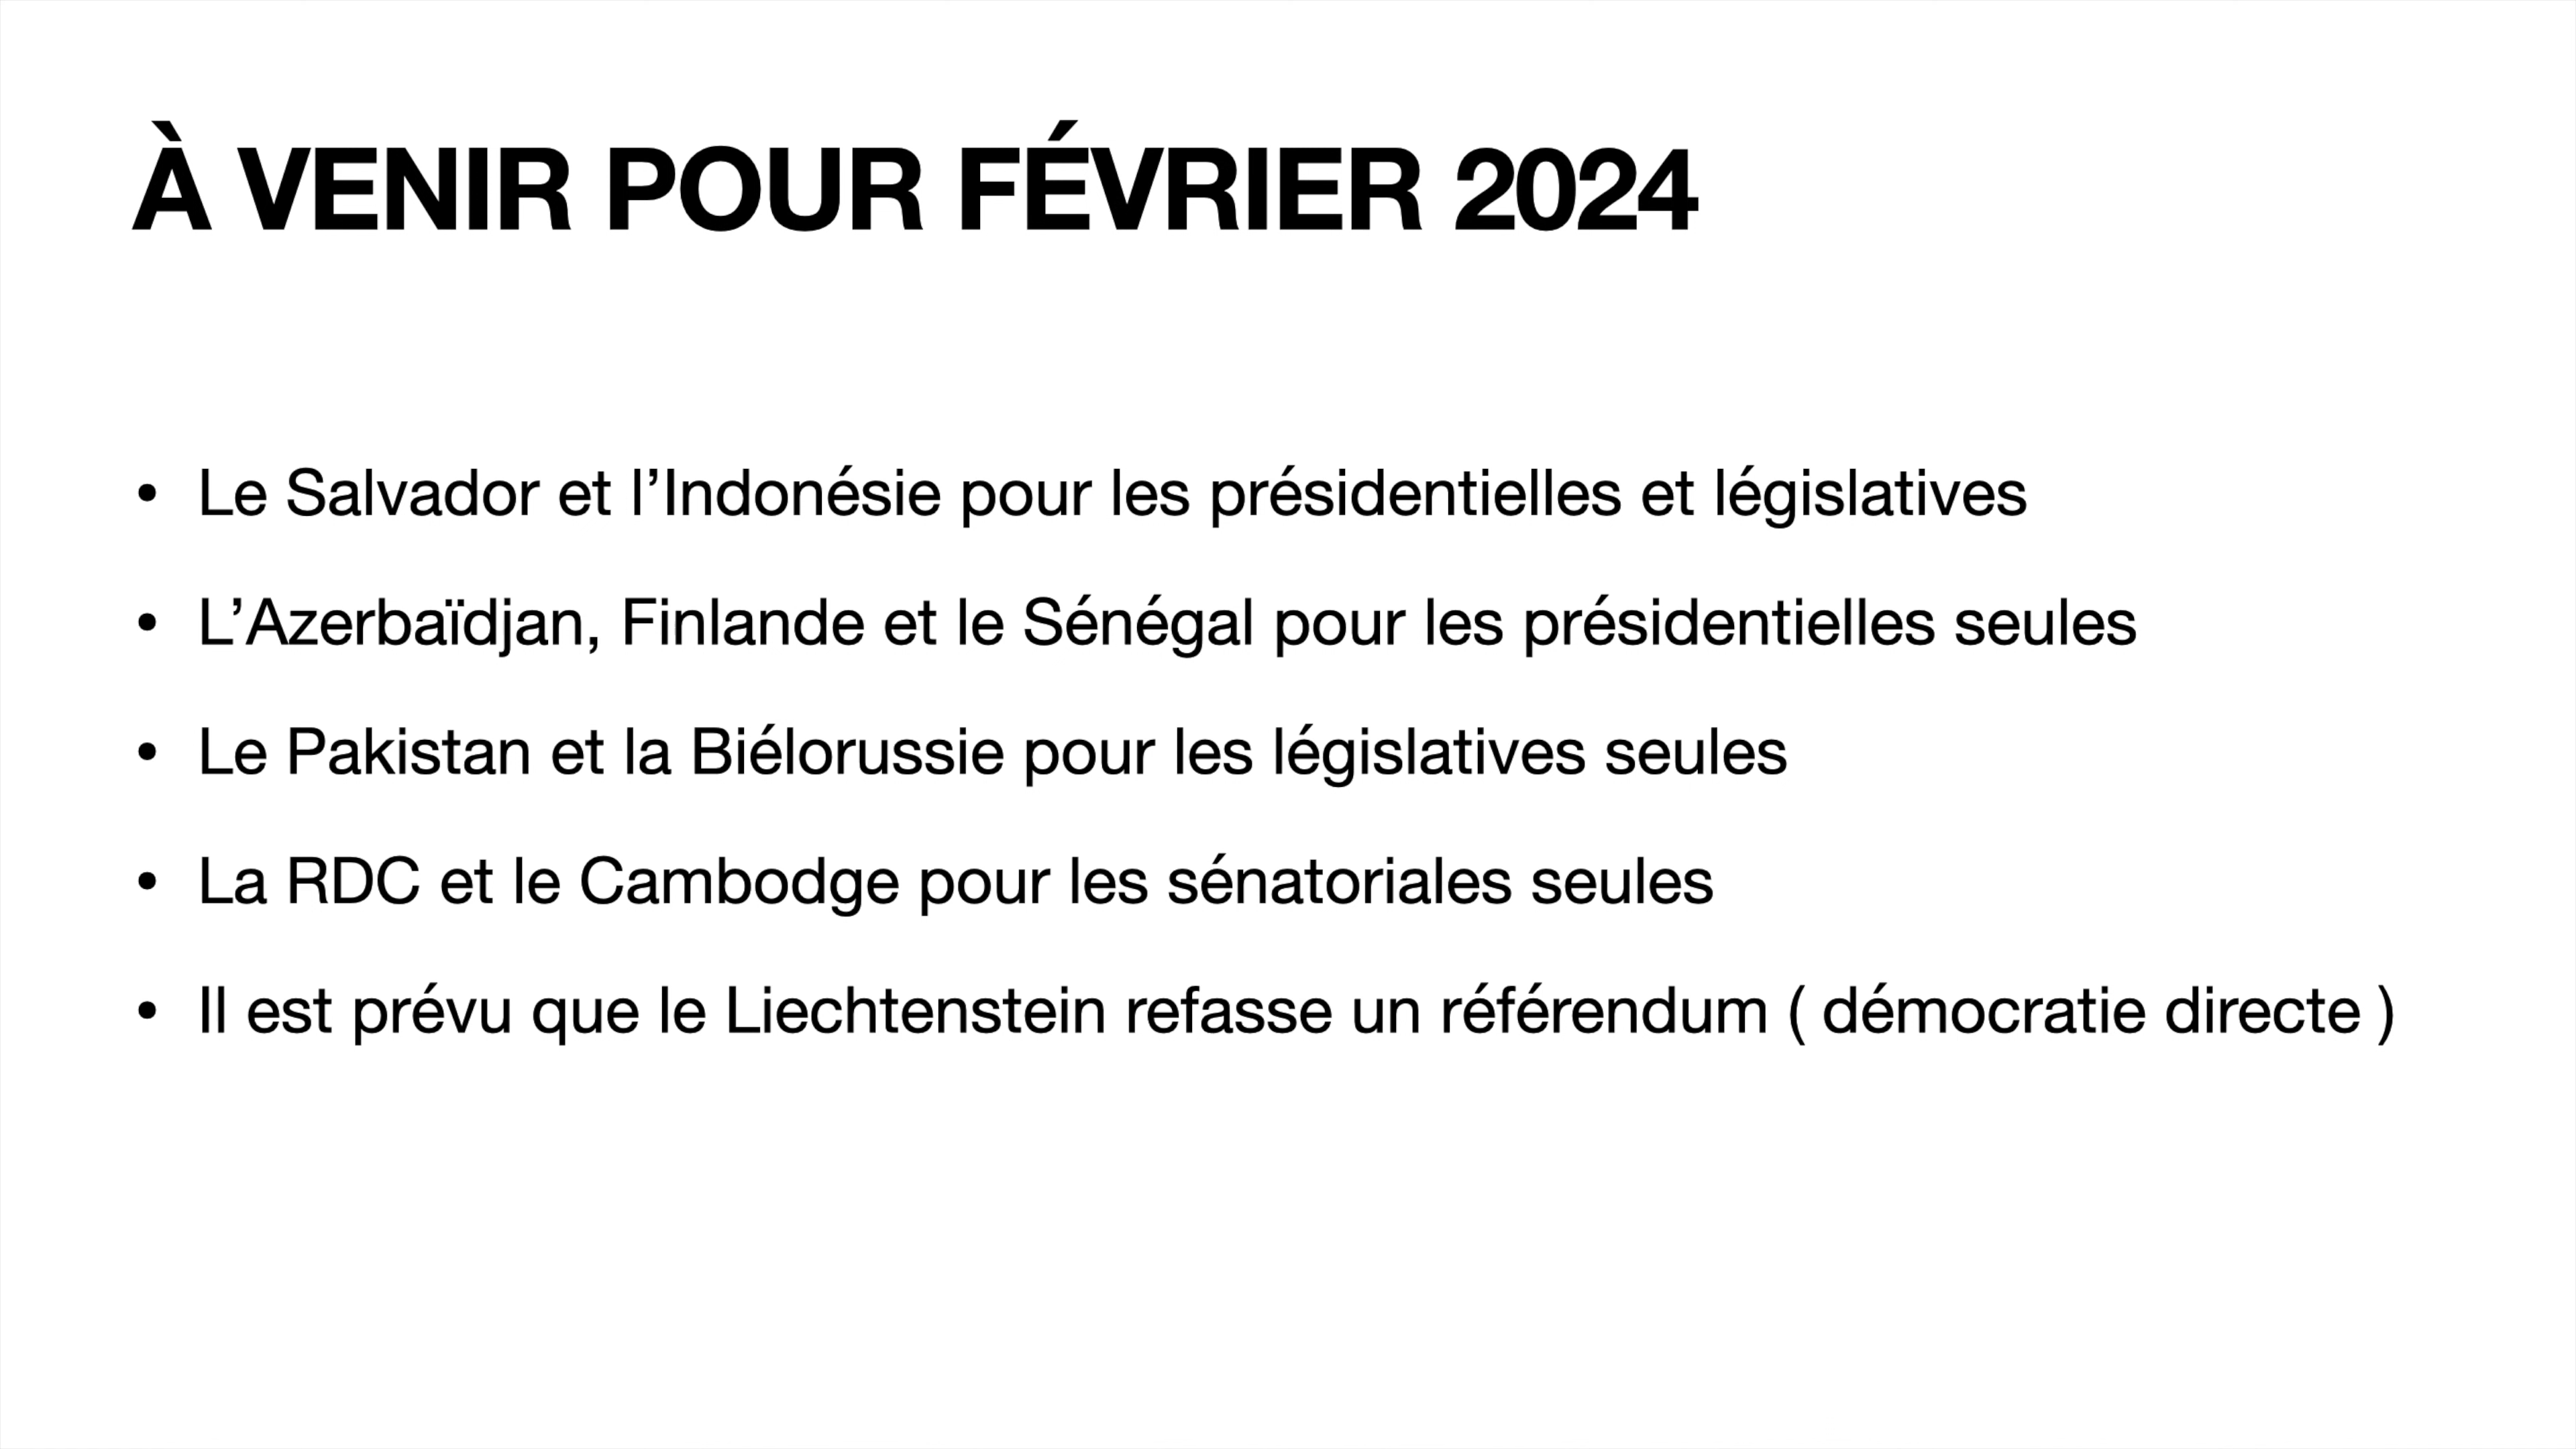 À VENIR POUR FÉVRIER 2024
• Le Salvador et l’Indonésie pour les présidentielles et législatives
• L’Azerbaïdjan, Finlande et le Sénégal pour les présidentielles seules
• Le Pakistan et la Biélorussie pour les législatives seules
• La RDC et le Cambodge pour les sénatoriales seules
• Il est prévu que le Liechtenstein refasse un référendum ( démocratie directe )